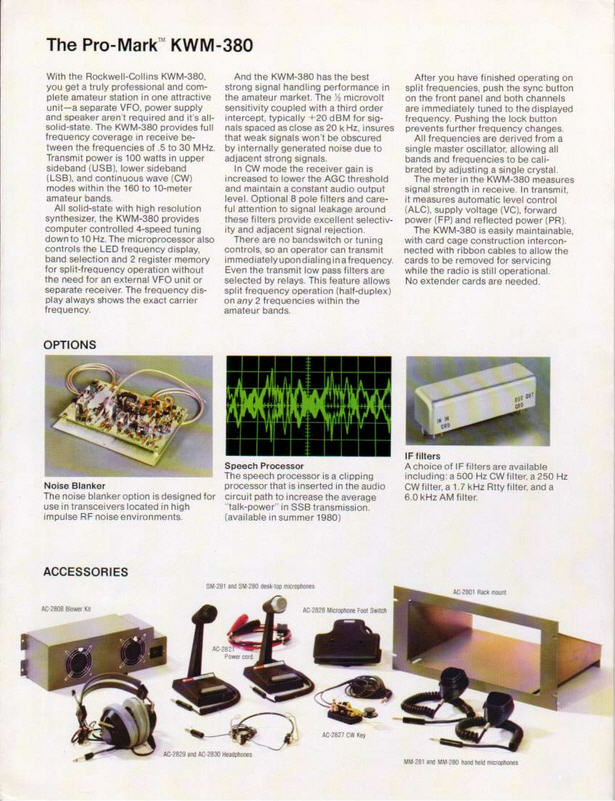 The Pro-Mark™ KWM-380
With the Rockwell-Collins KWM-380,
you get a truly professional and com-
plete amateur station in one attractive
unit—a separate VFO, power supply
and speaker aren't required and it's all-
solid-state. The KWM-380 provides full
frequency coverage in receive be-
tween the frequencies of .5 to 30 MHz.
Transmit power is 100 watts in upper
sideband (USB), lower sideband
(LSB), and continuous wave (CW)
modes within the 160 to 10-meter
amateur bands.
All solid-state with high resolution
synthesizer, the KWM-380 provides
computer controlled 4-speed tuning
down to 10 Hz. The microprocessor also
controls the LED frequency display,
band selection and 2 register memory
for split-frequency operation without
the need for an external VFO unit or
separate receiver. The frequency dis-
play always shows the exact carrier
frequency.
And the KWM-380 has the best
strong signal handling performance in
the amateur market. The ½ microvolt
sensitivity coupled with a third order
intercept, typically +20 dBM for sig-
nals spaced as close as 20 kHz, insures
that weak signals won't be obscured
by internally generated noise due to
adjacent strong signals.
In CW mode the receiver gain is
increased to lower the AGC threshold
and maintain a constant audio output
level. Optional 8 pole filters and care-
ful attention to signal leakage around
these filters provide excellent selectiv-
ity and adjacent signal rejection.
There are no bandswitch or tuning
controls, so an operator can transmit
immediately upon dialing in a frequency.
Even the transmit low pass filters are
selected by relays. This feature allows
split frequency operation (half-duplex)
on any 2 frequencies within the
amateur bands.
After you have finished operating on
split frequencies, push the sync button
on the front panel and both channels
are immediately tuned to the displayed
frequency. Pushing the lock button
prevents further frequency changes.
All frequencies are derived from a
single master oscillator, allowing all
bands and frequencies to be cali-
brated by adjusting a single crystal.
The meter in the KWM-380 measures
signal strength in receive. In transmit,
it measures automatic level control
(ALC), supply voltage (VC), forward
power (FP) and reflected power (PR).
The KWM-380 is easily maintainable,
with card cage construction intercon-
nected with ribbon cables to allow the
cards to be removed for servicing
while the radio is still operational.
No extender cards are needed.
OPTIONS
Noise Blanker
The noise blanker option is designed for
use in transceivers located in high
impulse RF noise environments.
Speech Processor
The speech processor is a clipping
processor that is inserted in the audio
circuit path to increase the average
"talk-power" in SSB transmission.
(available in summer 1980)
IN IN
GRD
OUT OUT
GRD
IF filters
A choice of IF filters are available
including: a 500 Hz CW filter, a 250 Hz
CW filter, a 1.7 kHz Rtty filter, and a
6.0 kHz AM filter.
ACCESSORIES
AC-2808 Blower Kit
SM-281 and SM-280 desk-top microphones
AC-2821
Power cord
AC-2828 Microphone Foot Switch
AC-2801 Rack mount
AC-2829 and AC-2830 Headphones
AC-2827 CW Key
MM-281 and MM-280 hand held microphones